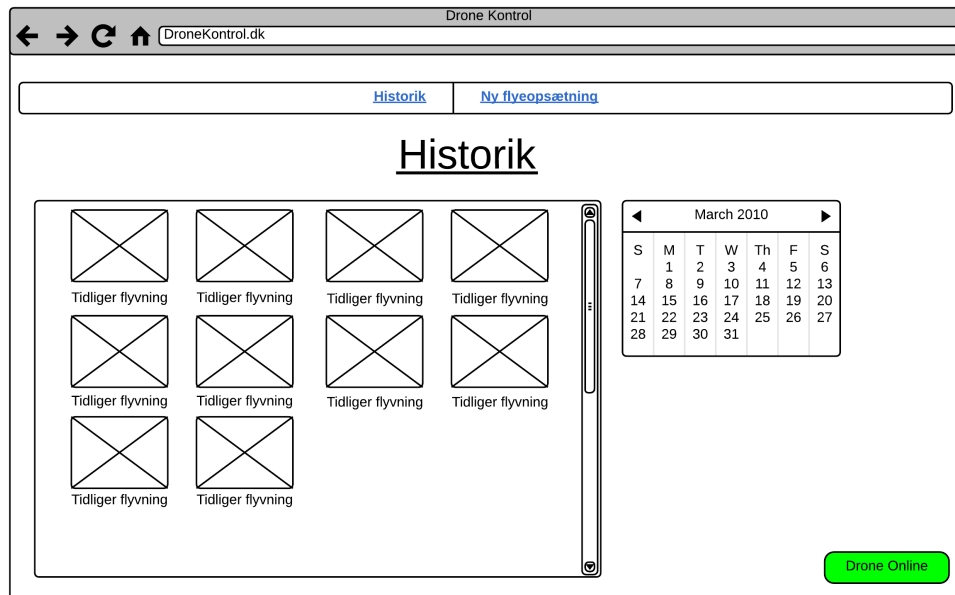 Drone Kontrol
DroneKontrol.dk
Historik Ny flyeopsætning
Historik
Tidliger flyvning Tidliger flyvning Tidliger flyvning Tidliger flyvning
Tidliger flyvning Tidliger flyvning Tidliger flyvning Tidliger flyvning
Tidliger flyvning Tidliger flyvning
March 2010
S M T W Th F S
1 2 3 4 5 6
7 8 9 10 11 12 13
14 15 16 17 18 19 20
21 22 23 24 25 26 27
28 29 30 31
Drone Online